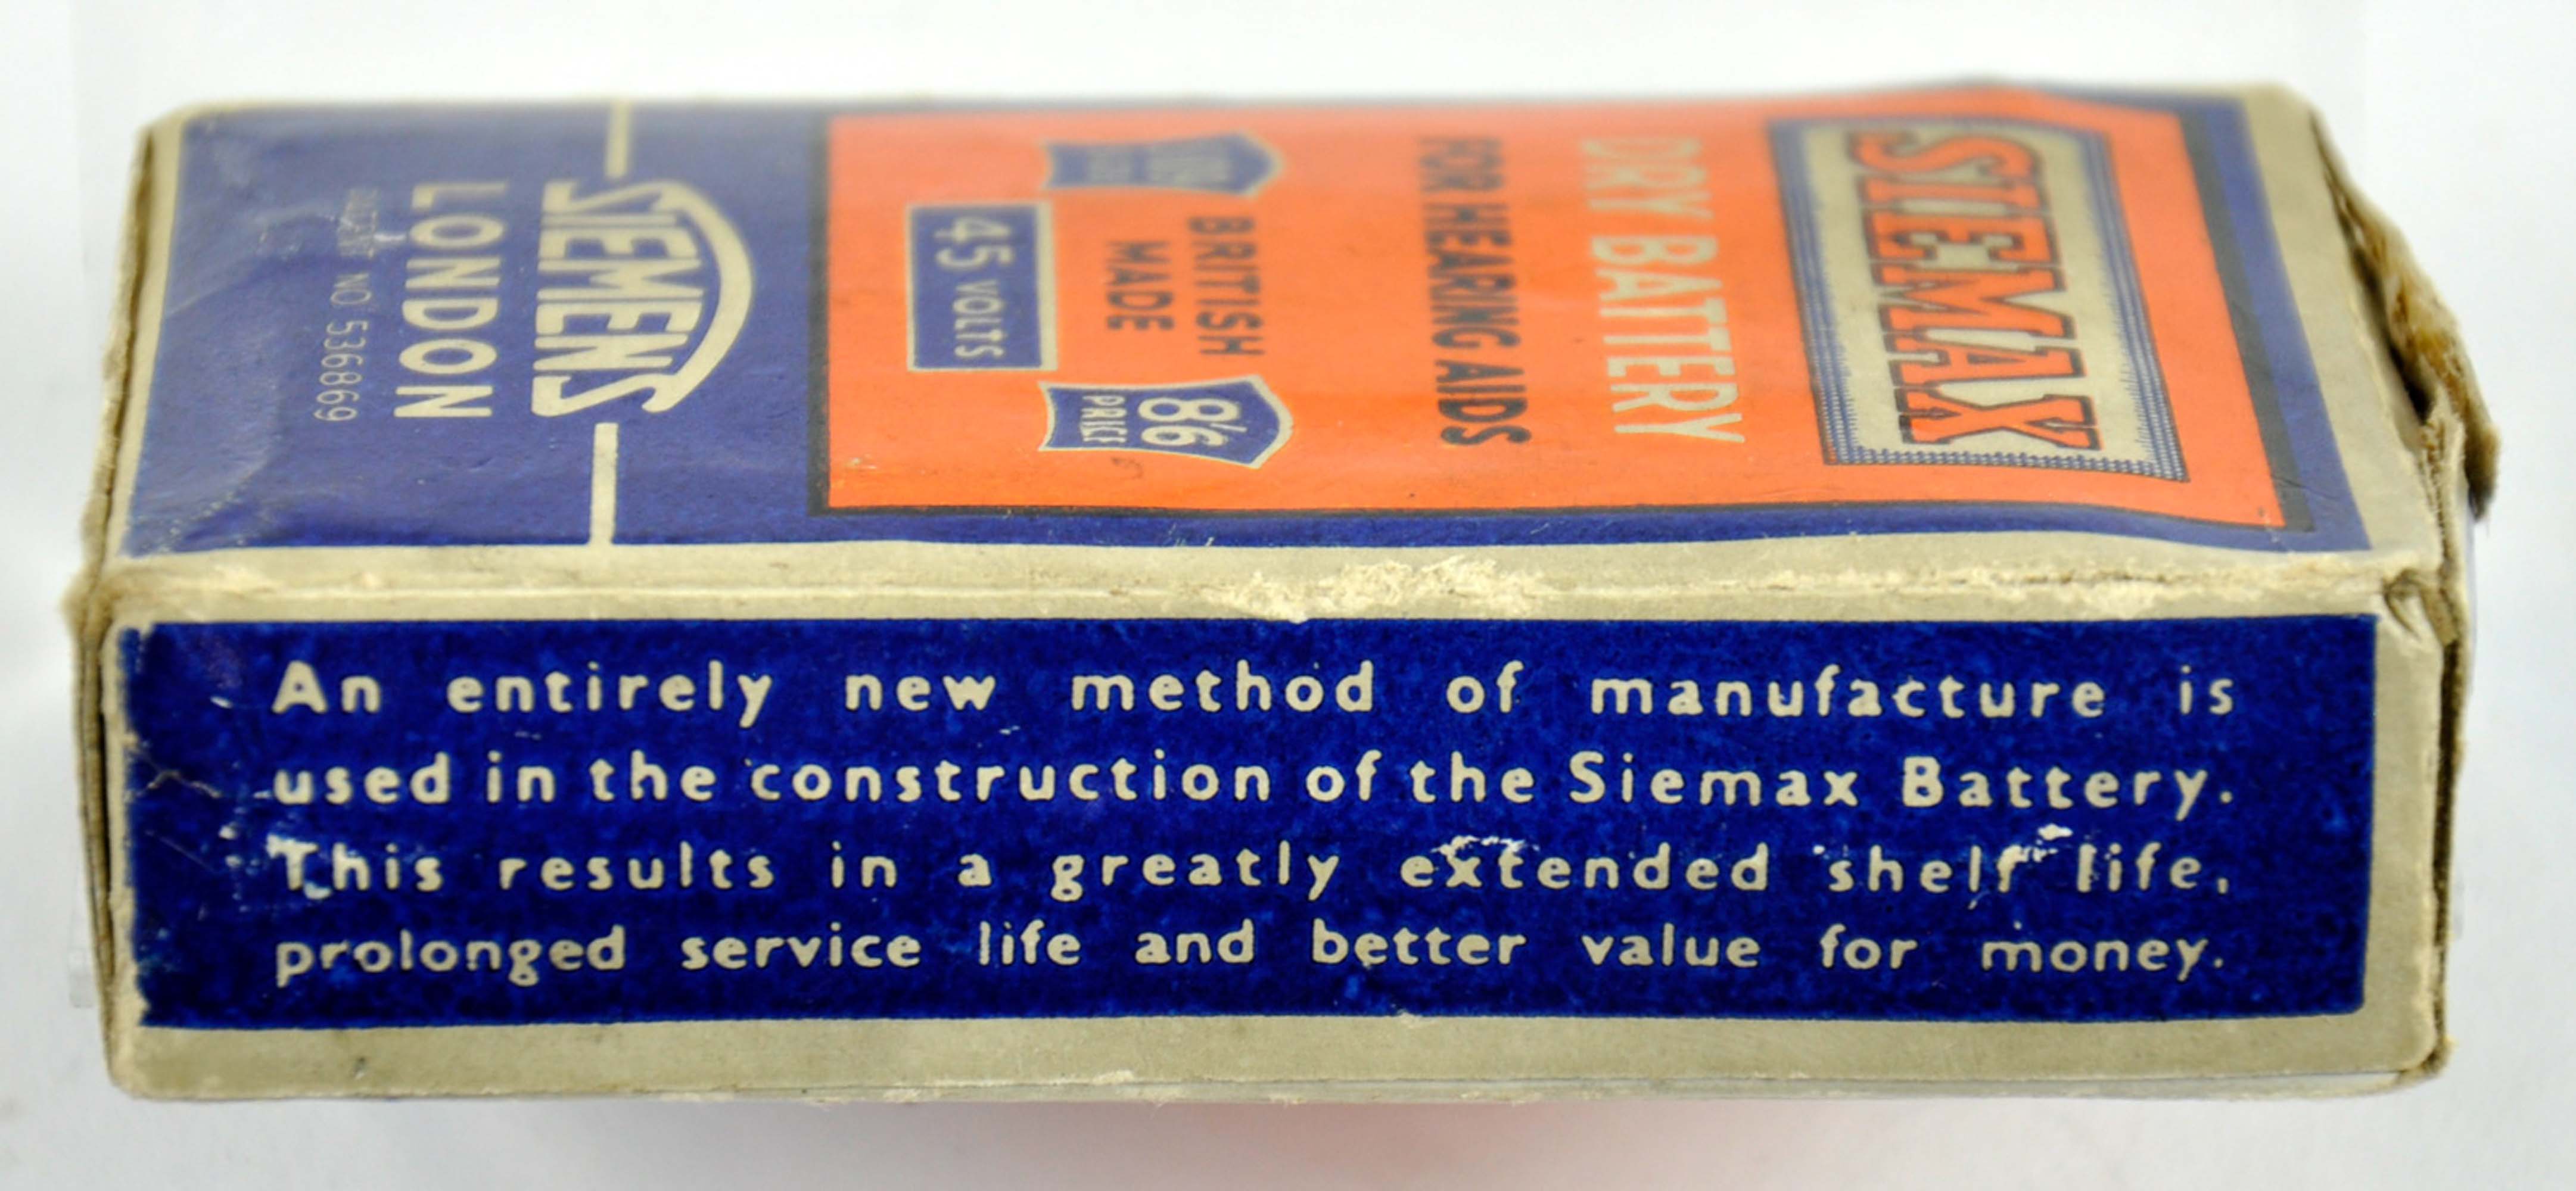 SIEMAX
DRY BATTERY
FOR HEARING AIDS
BRITISH
MADE
8/6
PRICE
45 VOLTS
SIEMENS
LONDON
PATENT NO 536869
An entirely new method of manufacture is
used in the construction of the Siemax Battery.
This results in a greatly extended shelf life,
prolonged service life and better value for money.